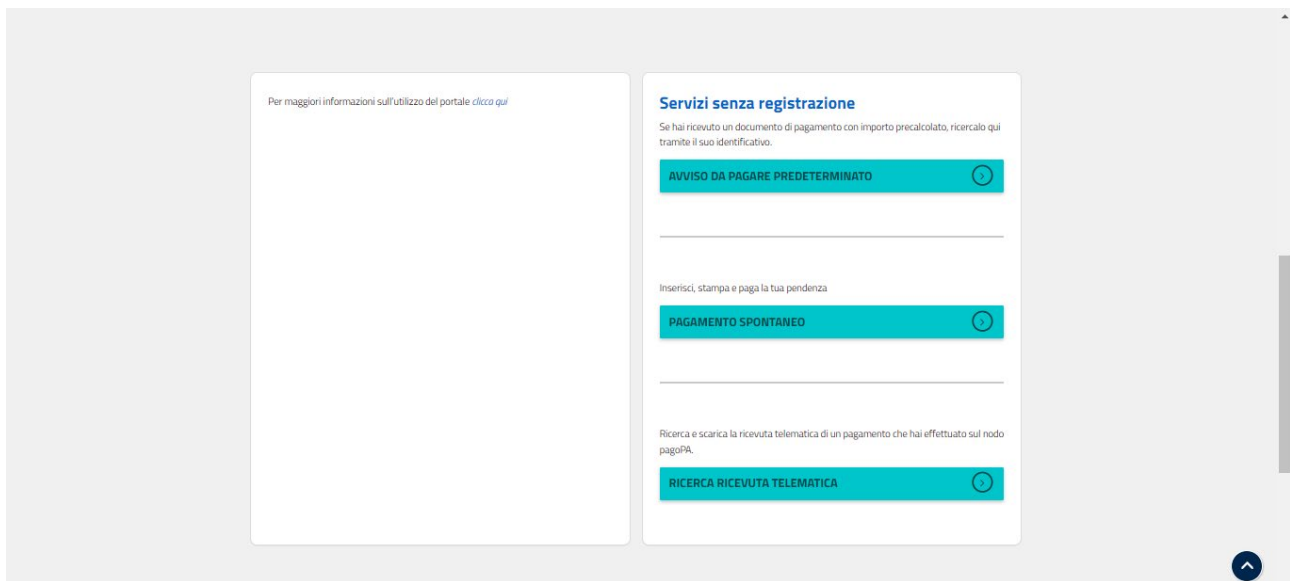 Per maggiori informazioni sull'utilizzo del portale clicca qui
Servizi senza registrazione
Se hai ricevuto un documento di pagamento con importo precalcolato, ricercalo qui
tramite il suo identificativo.
AVVISO DA PAGARE PREDETERMINATO
Inserisci, stampa e paga la tua pendenza
PAGAMENTO SPONTANEO
Ricerca e scarica la ricevuta telematica di un pagamento che hai effettuato sul nodo
pagoPA.
RICERCA RICEVUTA TELEMATICA